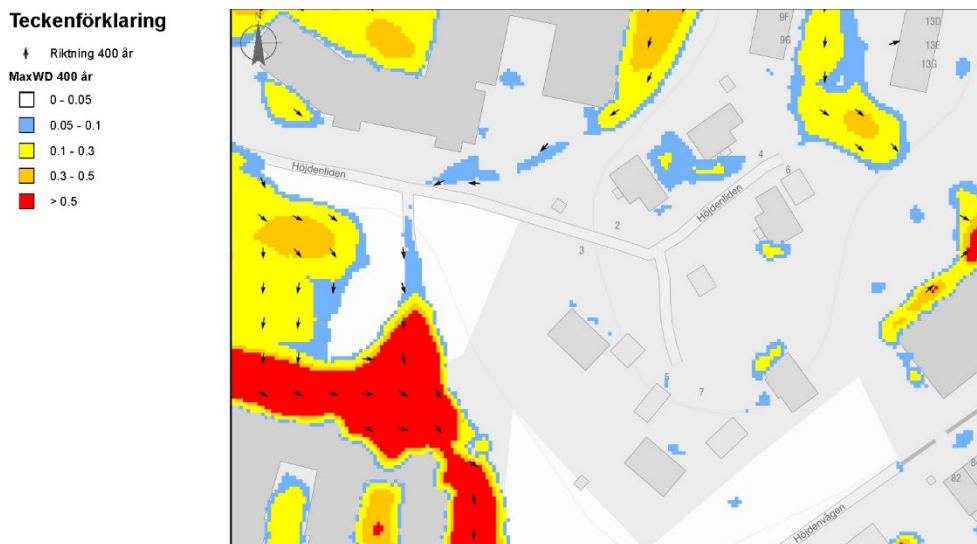 Teckenförklaring
Riktning 400 år
MaxWD 400 år
0 - 0.05
0.05 - 0.1
0.1 - 0.3
0.3 - 0.5
> 0.5
N
9F
9G
13D
13E
13G
Höjdenliden
Höjdenliden
4
6
2
3
5
7
82
Höjdenvägen